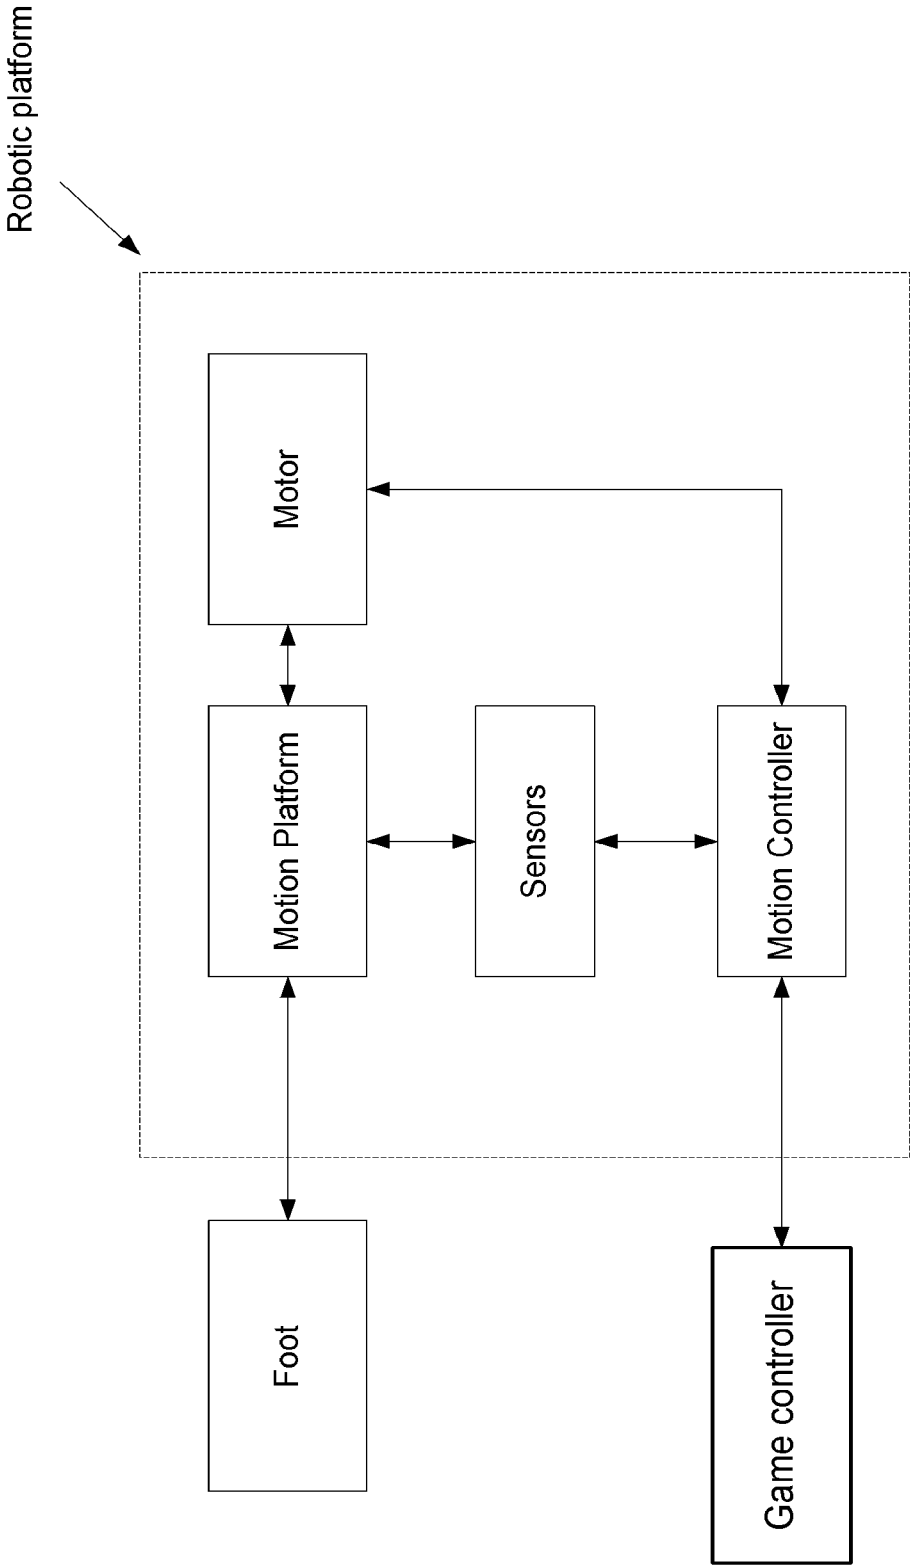 Robotic platform
Foot
Motion Platform
Motor
Sensors
Game controller
Motion Controller